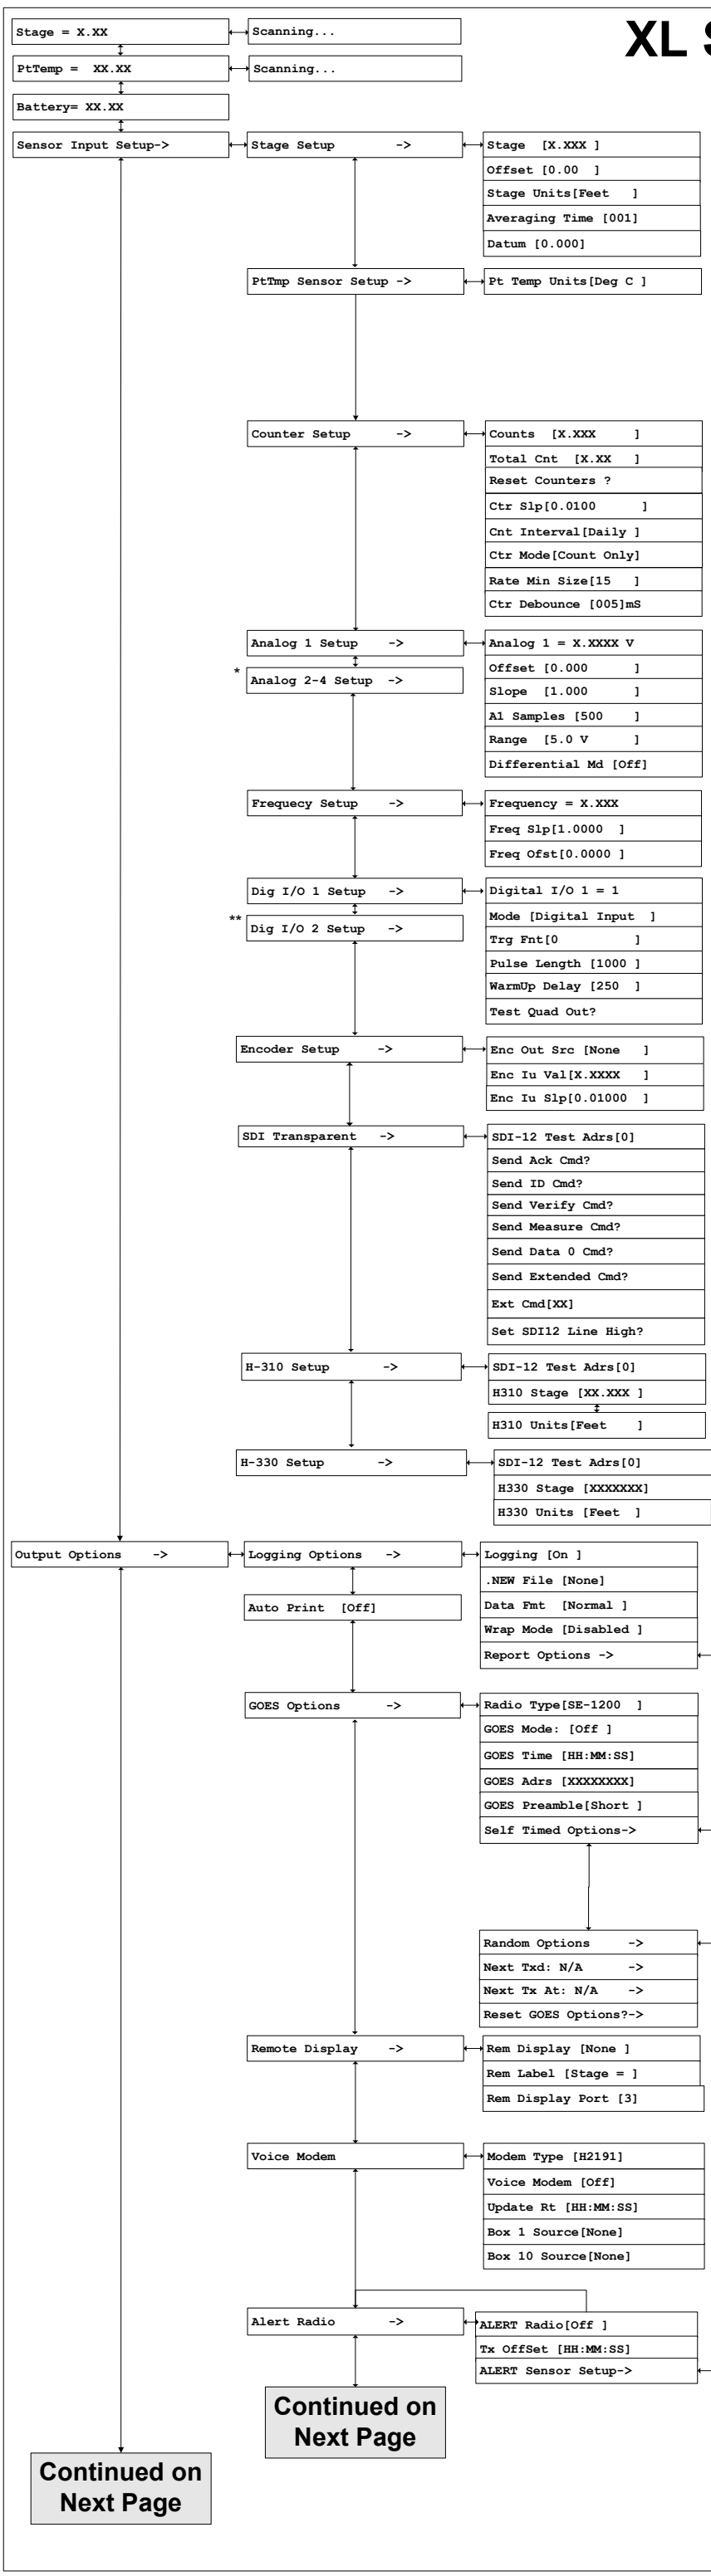 XL S
Stage = X.XX
Scanning...
PtTemp =  XX.XX
Scanning...
Battery= XX.XX
Sensor Input Setup->
Stage Setup        ->
Stage  [X.XXX ]
Offset [0.00  ]
Stage Units[Feet   ]
Averaging Time [001]
Datum [0.000]
PtTmp Sensor Setup ->
Pt Temp Units[Deg C ]
Counter Setup      ->
Counts  [X.XXX     ]
Total Cnt  [X.XX   ]
Reset Counters ?
Ctr Slp[0.0100      ]
Cnt Interval[Daily ]
Ctr Mode[Count Only]
Rate Min Size[15   ]
Ctr Debounce [005]mS
Analog 1 Setup     ->
Analog 1 = X.XXXX V
*
Analog 2-4 Setup  ->
Offset [0.000      ]
Slope  [1.000      ]
A1 Samples [500    ]
Range  [5.0 V      ]
Differential Md [Off]
Frequecy Setup    ->
Frequency = X.XXX
Freq Slp[1.0000  ]
Freq Ofst[0.0000 ]
Dig I/O 1 Setup   ->
Digital I/O 1 = 1
**
Dig I/O 2 Setup   ->
Mode [Digital Input  ]
Trg Fnt[0          ]
Pulse Length [1000 ]
WarmUp Delay [250  ]
Test Quad Out?
Encoder Setup     ->
Enc Out Src [None   ]
Enc Iu Val[X.XXXX   ]
Enc Iu Slp[0.01000  ]
SDI Transparent   ->
SDI-12 Test Adrs[0]
Send Ack Cmd?
Send ID Cmd?
Send Verify Cmd?
Send Measure Cmd?
Send Data 0 Cmd?
Send Extended Cmd?
Ext Cmd[XX]
Set SDI12 Line High?
H-310 Setup       ->
SDI-12 Test Adrs[0]
H310 Stage [XX.XXX ]
H310 Units[Feet    ]
H-330 Setup       ->
SDI-12 Test Adrs[0]
H330 Stage [XXXXXXX]
H330 Units [Feet  ]
Output Options    ->
Logging Options   ->
Logging [On ]
.NEW File [None]
Auto Print  [Off]
Data Fmt  [Normal ]
Wrap Mode [Disabled ]
Report Options ->
GOES Options      ->
Radio Type[SE-1200  ]
GOES Mode: [Off ]
GOES Time [HH:MM:SS]
GOES Adrs [XXXXXXXX]
GOES Preamble[Short ]
Self Timed Options->
Random Options     ->
Next Txd: N/A      ->
Next Tx At: N/A    ->
Reset GOES Options?->
Remote Display    ->
Rem Display [None ]
Rem Label [Stage = ]
Rem Display Port [3]
Voice Modem
Modem Type [H2191]
Voice Modem [Off]
Update Rt [HH:MM:SS]
Box 1 Source[None]
Box 10 Source[None]
Alert Radio       ->
ALERT Radio[Off ]
Tx OffSet [HH:MM:SS]
ALERT Sensor Setup->
Continued on
Next Page
Continued on
Next Page